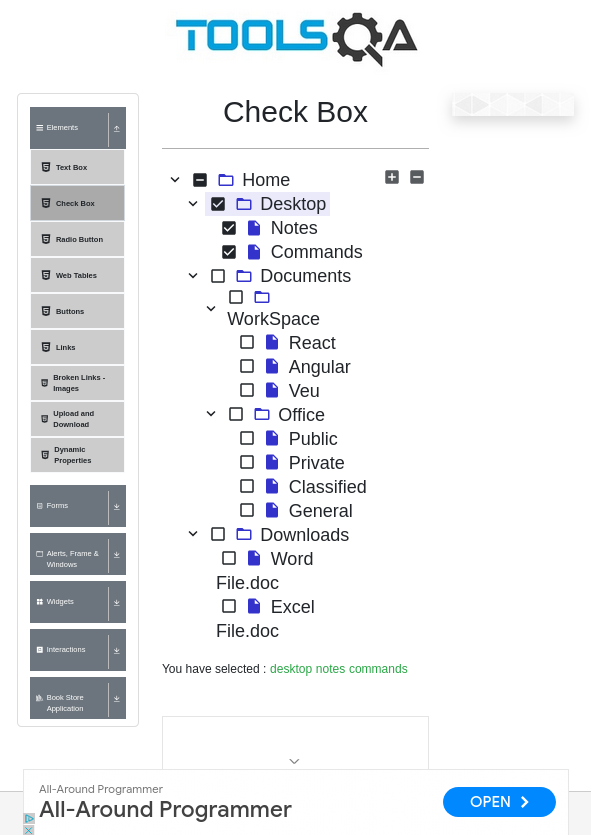 TOOLSQA
Check Box
Elements
Text Box
Check Box
Radio Button
Web Tables
Buttons
Links
Broken Links -
Images
Upload and
Download
Dynamic
Properties
Forms
Alerts, Frame &
Windows
Widgets
Interactions
Book Store
Application
Home
Desktop
Notes
Commands
Documents
WorkSpace
React
Angular
Veu
Office
Public
Private
Classified
General
Downloads
Word
File.doc
Excel
File.doc
You have selected : desktop notes commands
All-Around Programmer
All-Around Programmer
OPEN